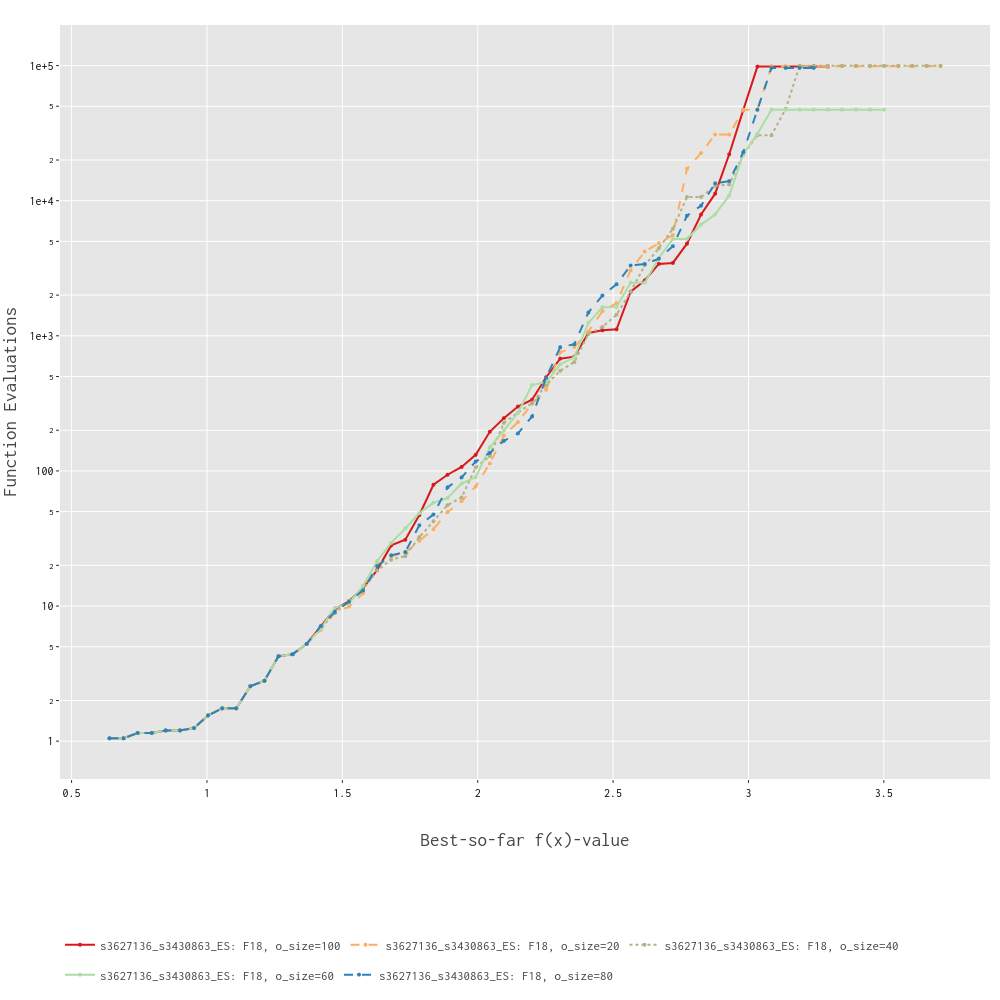 1e+5
5
2
1e+4
5
2
1e+3
5
2
100
5
2
10
5
2
1
Function Evaluations
0.5 1 1.5 2 2.5 3 3.5
Best-so-far f(x)-value
s3627136_s3430863_ES: F18, o_size=100 s3627136_s3430863_ES: F18, o_size=20 s3627136_s3430863_ES: F18, o_size=40
s3627136_s3430863_ES: F18, o_size=60 s3627136_s3430863_ES: F18, o_size=80